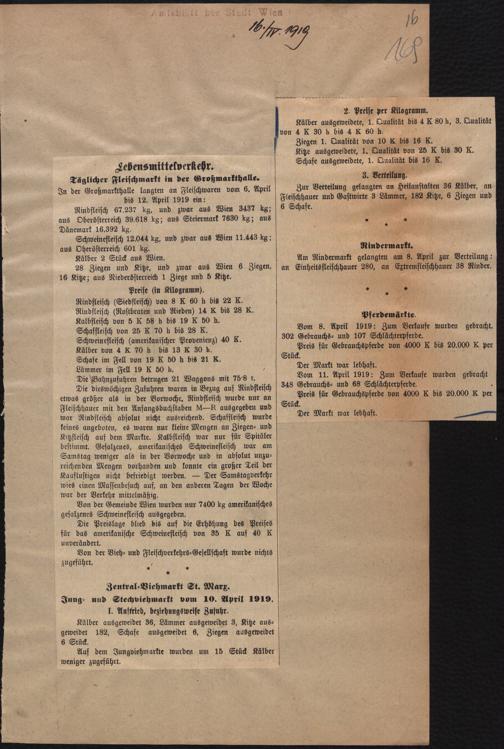 Amtsblatt der Stadt Wien
16./IV. 1919
16
169
Lebensmittelverkehr.
Täglicher Fleischmarkt in der Großmarkthalle.
In der Großmarkthalle langten an Fleischwaren vom 6. April
bis 12. April 1919 ein:
Rindfleisch 67.237 kg, und zwar aus Wien 3437 kg;
aus Oberösterreich 39.618 kg; aus Steiermark 7630 kg; aus
Dänemark 16.392 kg.
Schweinefleisch 12.044 kg, und zwar aus Wien 11.443 kg;
aus Oberösterreich 601 kg.
Kälber 2 Stück aus Wien.
28 Ziegen und Kitze, und zwar aus Wien 6 Ziegen,
16 Kitze; aus Niederösterreich 1 Ziege und 5 Kitze.
Preise (in Kilogramm).
Rindfleisch (Siedfleisch) von 8 K 60 h bis 22 K.
Rindfleisch (Rostbraten und Rieden) 14 K bis 28 K.
Kalbfleisch von 5 K 58 h bis 19 K 50 h.
Schaffleisch von 25 K 70 h bis 28 K.
Schweinefleisch (amerikanischer Provenienz) 40 K.
Kälber von 4 K 70 h bis 13 K 30 h.
Schafe im Fell von 19 K 50 h bis 21 K.
Lämmer im Fell 19 K 50 h.
Die Bahnzufuhren betrugen 21 Waggons mit 75·8 t.
Die dieswöchigen Zufuhren waren in Bezug auf Rindfleisch
etwas größer als in der Vorwoche, Rindfleisch wurde nur an
Fleischhauer mit den Anfangsbuchstaben M—R ausgegeben und
war Rindfleisch absolut nicht ausreichend. Schaffleisch wurde
keines angeboten, es waren nur kleine Mengen an Ziegen- und
Kitzfleisch auf dem Markte. Kalbfleisch war nur für Spitäler
bestimmt. Gesalzenes, amerikanisches Schweinefleisch war am
Samstag weniger als in der Vorwoche und in absolut unzu-
reichenden Mengen vorhanden und konnte ein großer Teil der
Kauflustigen nicht befriedigt werden. — Der Samstagverkehr
wies einen Massenbesuch auf, an den anderen Tagen der Woche
war der Verkehr mittelmäßig.
Von der Gemeinde Wien wurden nur 7400 kg amerikanisches
gesalzenes Schweinefleisch ausgegeben.
Die Preislage blieb bis auf die Erhöhung des Preises
für das amerikanische Schweinefleisch von 35 K auf 40 K
unverändert.
Von der Vieh- und Fleischverkehrs-Gesellschaft wurde nichts
zugeführt.
* * *
Zentral-Viehmarkt St. Marx.
Jung- und Stechviehmarkt vom 10. April 1919.
1. Auftrieb, beziehungsweise Zufuhr.
Kälber ausgeweidet 36, Lämmer ausgeweidet 3, Kitze aus-
geweidet 182, Schafe ausgeweidet 6, Ziegen ausgeweidet
6 Stück.
Auf dem Jungviehmarkte wurden um 15 Stück Kälber
weniger zugeführt.
2. Preise per Kilogramm.
Kälber ausgeweidete, 1. Qualität bis 4 K 80 h, 3. Qualität
von 4 K 30 h bis 4 K 60 h.
Ziegen 1. Qualität von 10 K bis 16 K.
Kitze ausgeweidete, 1. Qualität von 25 K bis 30 K.
Schafe ausgeweidete, 1. Qualität bis 16 K.
3. Verteilung.
Zur Verteilung gelangten an Heilanstalten 36 Kälber, an
Fleischhauer und Gastwirte 3 Lämmer, 182 Kitze, 6 Ziegen und
6 Schafe.
* * *
Rindermarkt.
Am Rindermarkt gelangten am 8. April zur Verteilung:
an Einheitsfleischhauer 280, an Extrafleischhauer 38 Rinder.
* * *
Pferdemärkte.
Vom 8. April 1919: Zum Verkaufe wurden gebracht
302 Gebrauchs- und 107 Schlächterpferde.
Preis für Gebrauchspferde von 4000 K bis 20.000 K per
Stück.
Der Markt war lebhaft.
Vom 11. April 1919: Zum Verkaufe wurden gebracht
348 Gebrauchs- und 68 Schlächterpferde.
Preis für Gebrauchspferde von 4000 K bis 20.000 K per
Stück.
Der Markt war lebhaft.